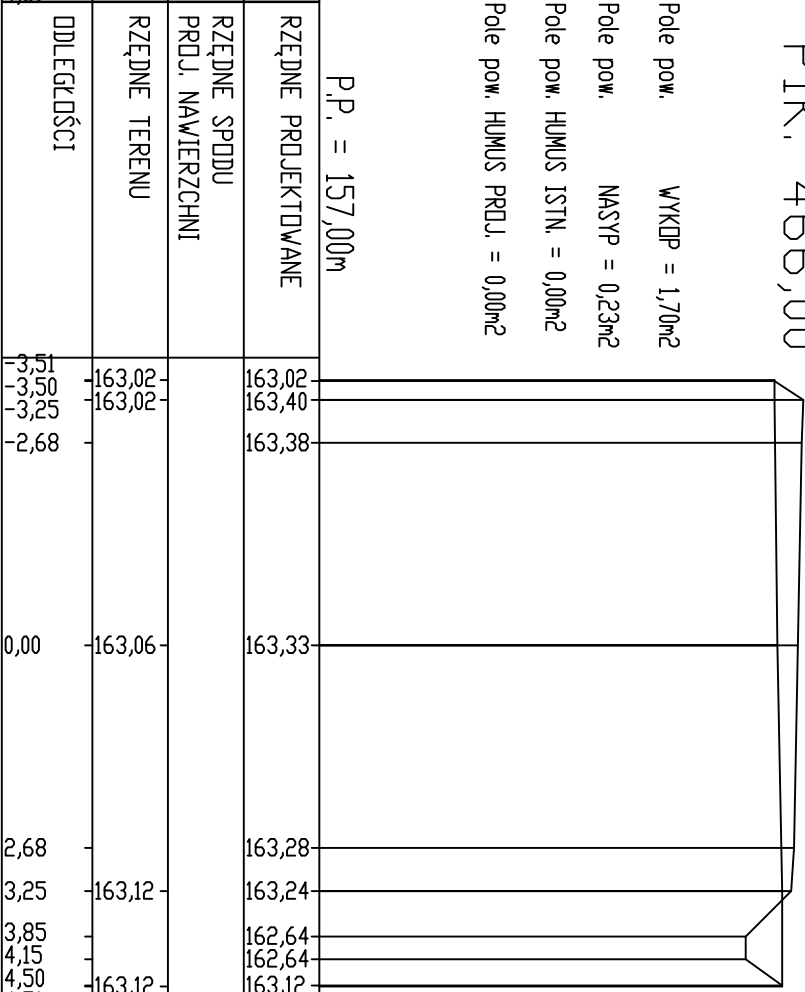 Pole pow. WYKOP = 1,70m2
Pole pow. NASYP = 0,23m2
Pole pow. HUMUS ISTN. = 0,00m2
Pole pow. HUMUS PROJ. = 0,00m2
P.P. = 157,00m
RZĘDNE PROJEKTOWANE
163,02
163,40
163,38
163,33
163,28
163,24
162,64
162,64
163,12
RZĘDNE SPODU
PROJ. NAWIERZCHNI
RZĘDNE TERENU
163,02
163,02
163,06
163,12
163,12
ODLEGŁOŚCI
-3,51
-3,50
-3,25
-2,68
0,00
2,68
3,25
3,85
4,15
4,50